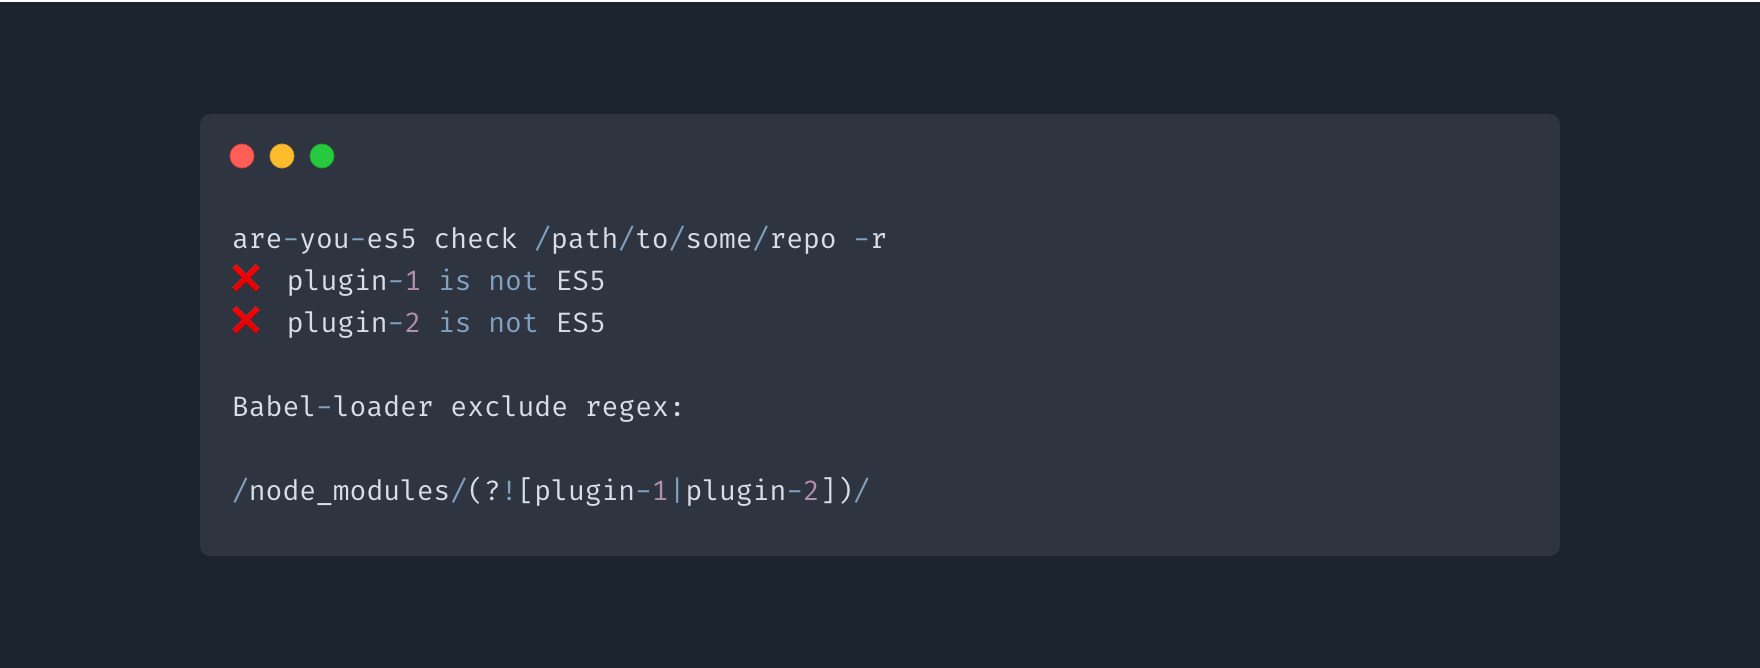 are-you-es5 check /path/to/some/repo -r
❌ plugin-1 is not ES5
❌ plugin-2 is not ES5
Babel-loader exclude regex:
/node_modules/(?![plugin-1|plugin-2])/